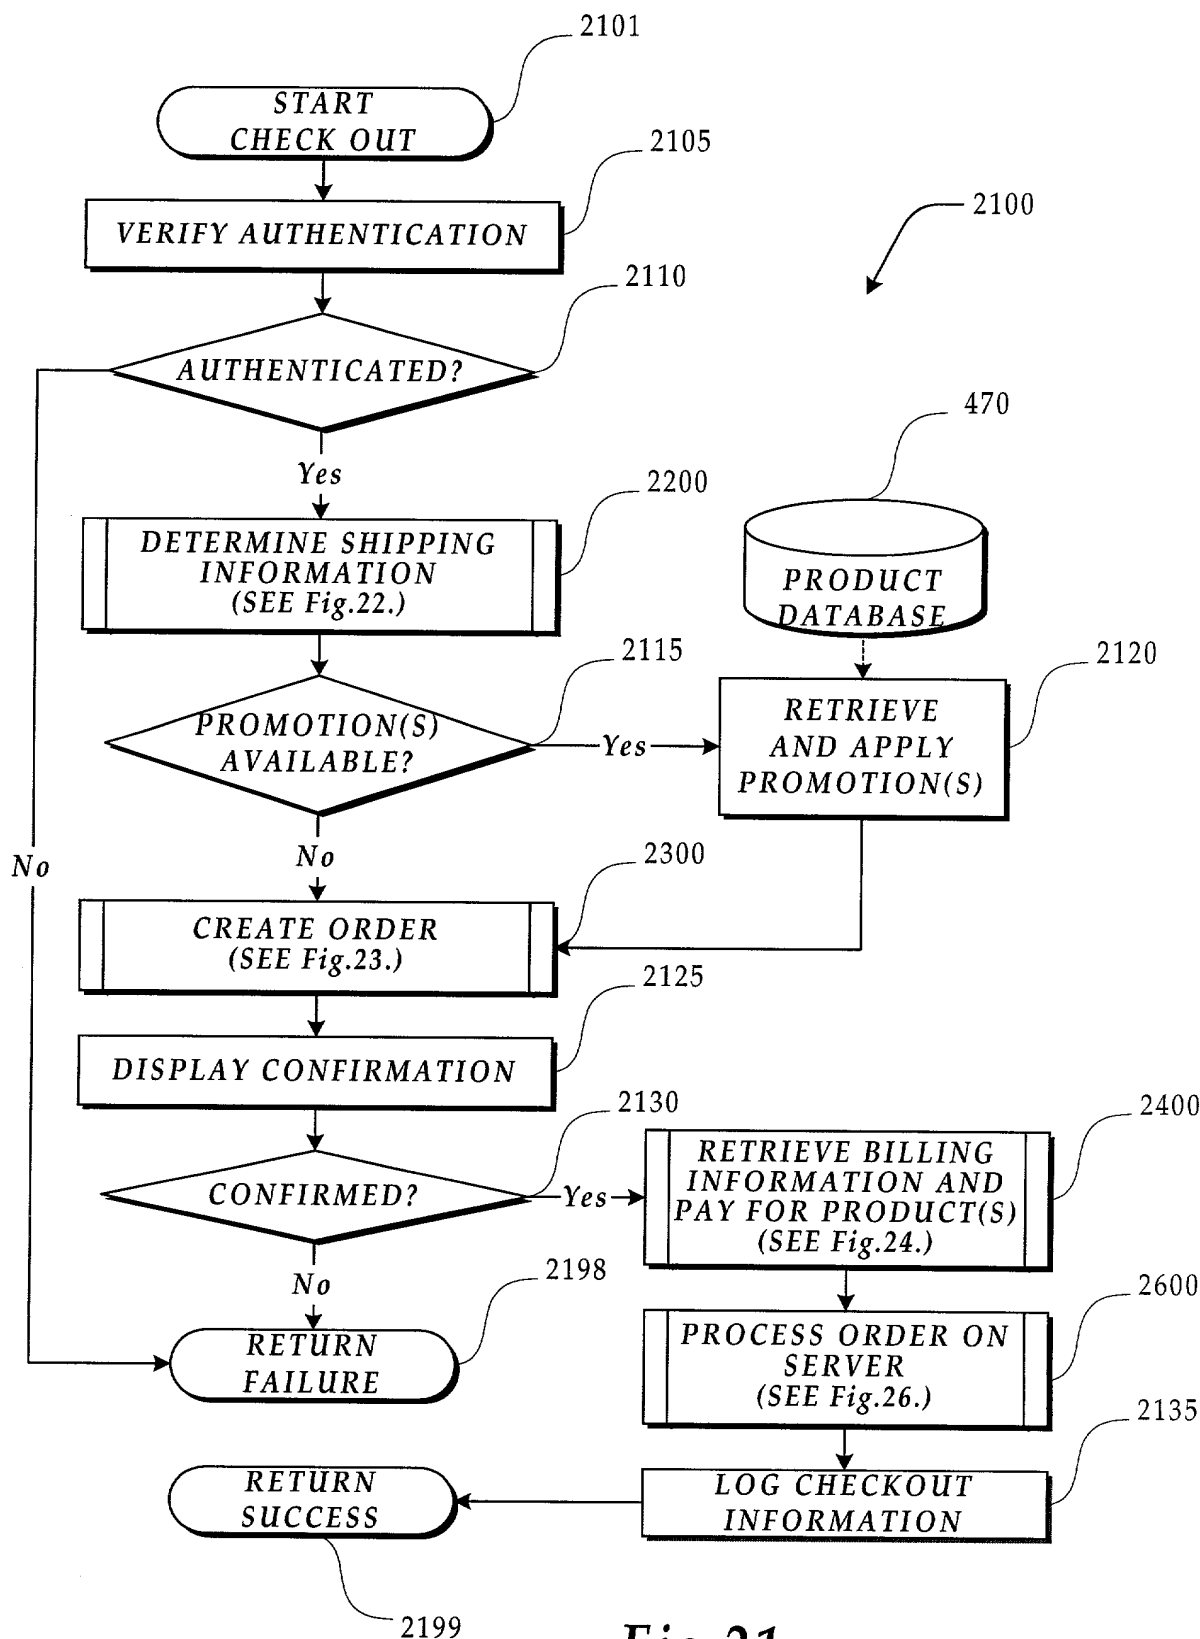 2101
START
CHECK OUT
2105
VERIFY AUTHENTICATION
2100
2110
AUTHENTICATED?
470
Yes
2200
DETERMINE SHIPPING
INFORMATION
(SEE Fig.22.)
PRODUCT
DATABASE
2115
2120
PROMOTION(S)
AVAILABLE?
Yes
RETRIEVE
AND APPLY
PROMOTION(S)
No
No
2300
CREATE ORDER
(SEE Fig.23.)
2125
DISPLAY CONFIRMATION
2130
2400
CONFIRMED?
Yes
RETRIEVE BILLING
INFORMATION AND
PAY FOR PRODUCT(S)
(SEE Fig.24.)
No
2198
RETURN
FAILURE
2600
PROCESS ORDER ON
SERVER
(SEE Fig.26.)
2135
LOG CHECKOUT
INFORMATION
RETURN
SUCCESS
2199
Fig.21.